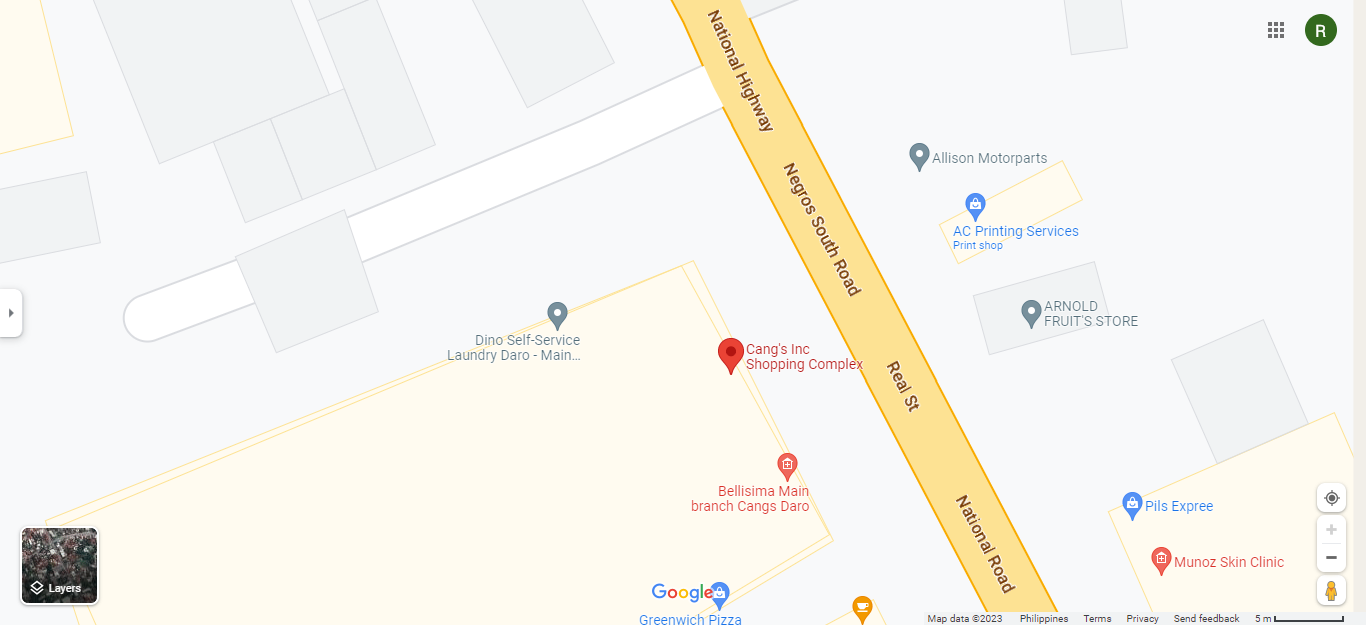 National Highway
R
Allison Motorparts
Negros South Road
AC Printing Services
Print shop
ARNOLD
FRUIT'S STORE
Dino Self-Service
Laundry Daro - Main...
Cang's Inc
Shopping Complex
Real St
Bellisima Main
branch Cangs Daro
National Road
Pils Expree
Munoz Skin Clinic
Layers
Google
Greenwich Pizza
Map data ©2023 Philippines Terms Privacy Send feedback 5 m